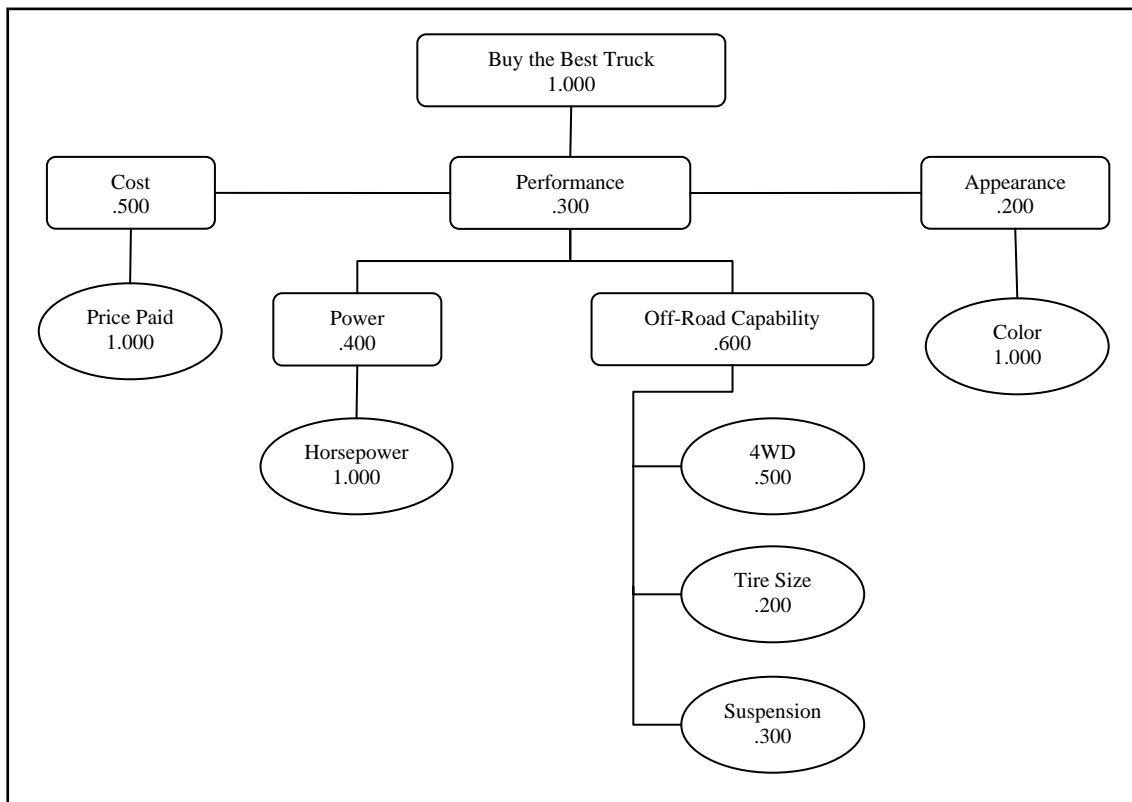 Buy the Best Truck
1.000
Cost
.500
Performance
.300
Appearance
.200
Price Paid
1.000
Power
.400
Off-Road Capability
.600
Color
1.000
Horsepower
1.000
4WD
.500
Tire Size
.200
Suspension
.300